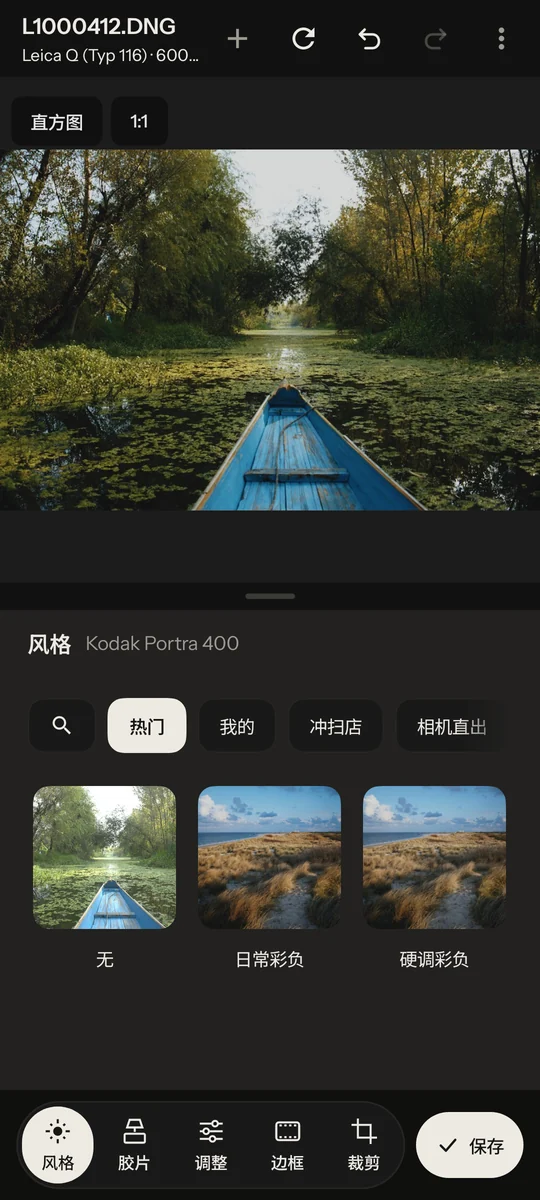 L1000412.DNG
Leica Q (Typ 116) · 600...
直方图
1:1
风格 Kodak Portra 400
热门
我的
冲扫店
相机直出
无
日常彩负
硬调彩负
风格
胶片
调整
边框
裁剪
保存